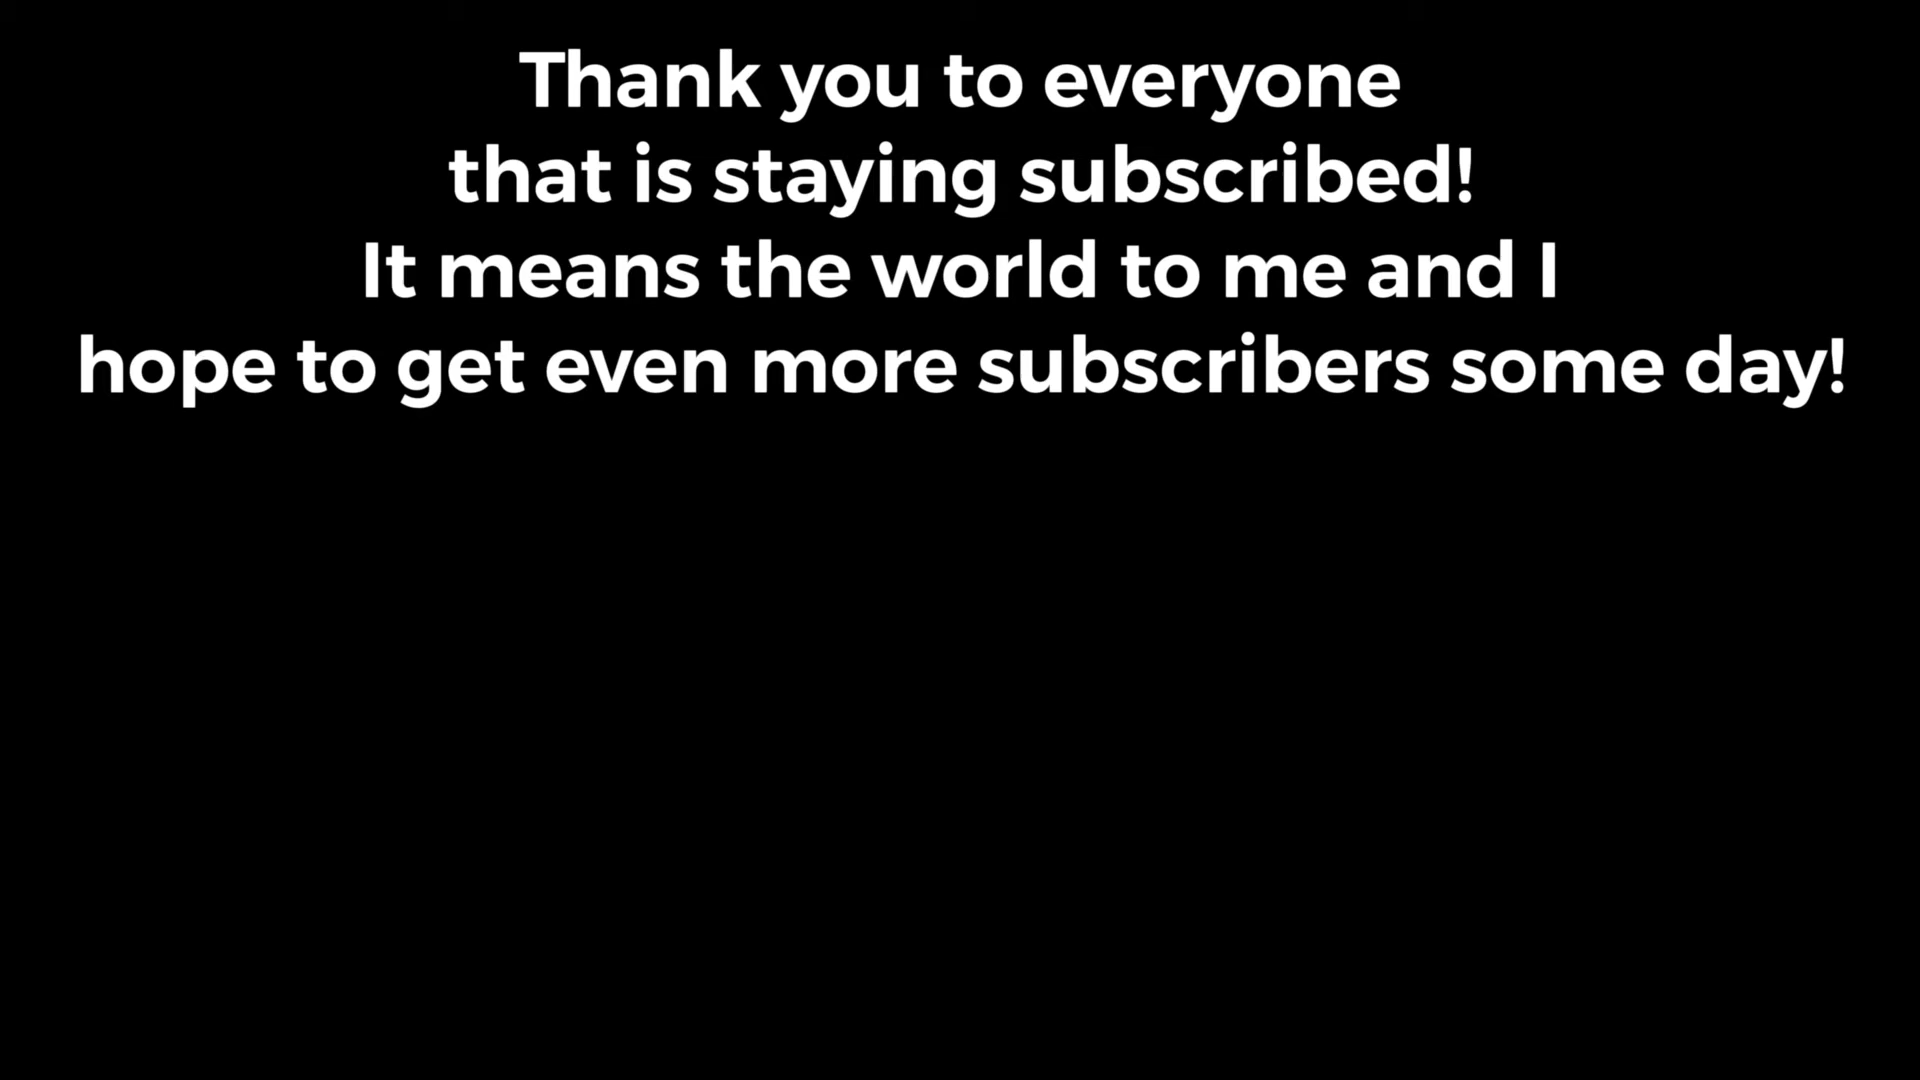 Thank you to everyone
that is staying subscribed!
It means the world to me and I
hope to get even more subscribers some day!